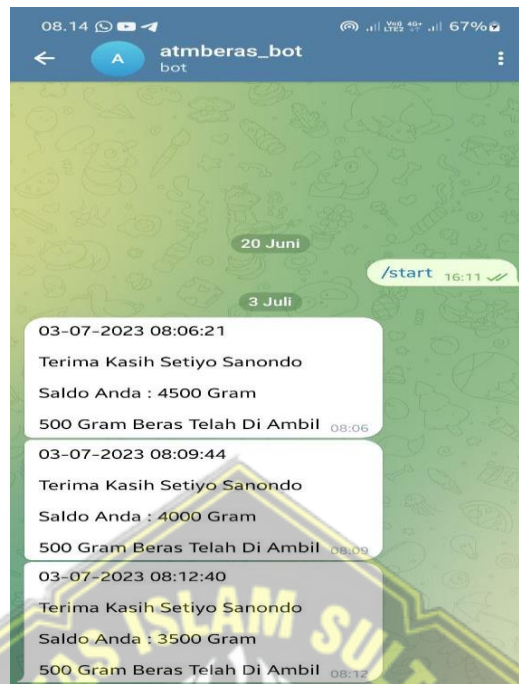 08.14 67%
A atmberas_bot
bot
20 Juni
/start 16:11
3 Juli
03-07-2023 08:06:21
Terima Kasih Setiyo Sanondo
Saldo Anda : 4500 Gram
500 Gram Beras Telah Di Ambil 08:06
03-07-2023 08:09:44
Terima Kasih Setiyo Sanondo
Saldo Anda : 4000 Gram
500 Gram Beras Telah Di Ambil 08:09
03-07-2023 08:12:40
Terima Kasih Setiyo Sanondo
Saldo Anda : 3500 Gram
500 Gram Beras Telah Di Ambil 08:12
ISLAM SUL